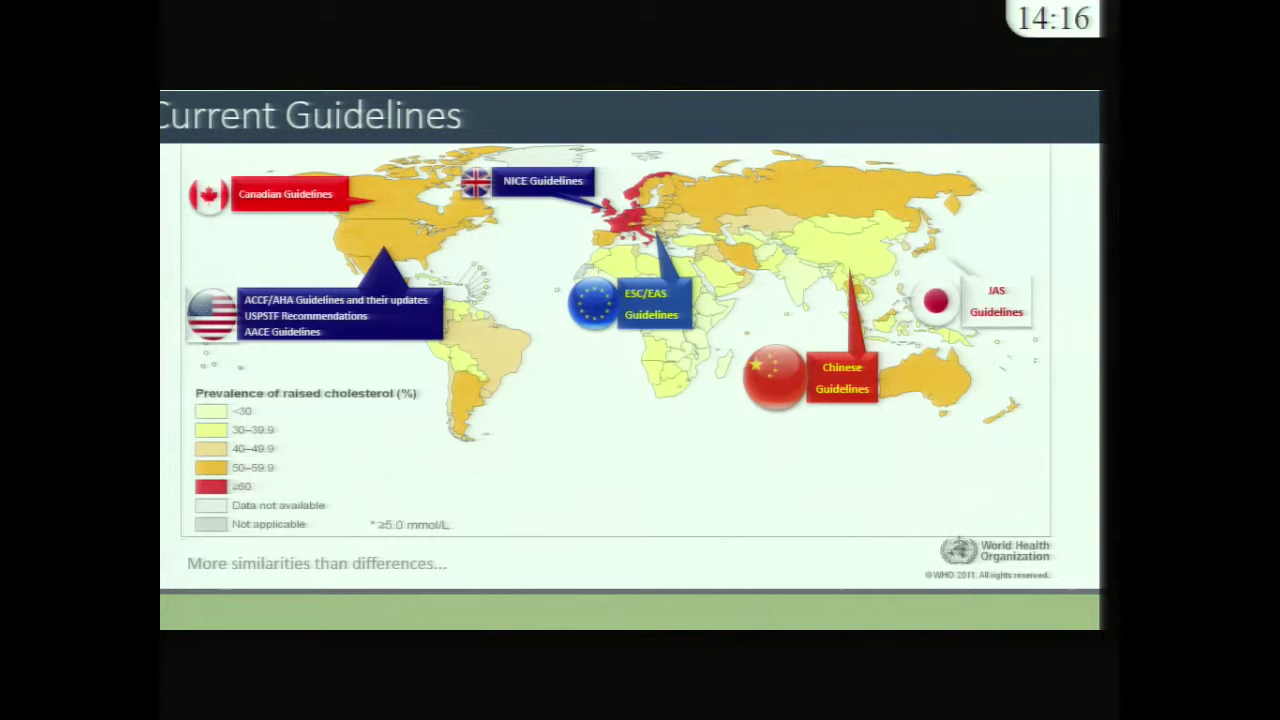 14:16
Current Guidelines
Canadian Guidelines
NICE Guidelines
ACCF/AHA Guidelines and their updates
USPSTF Recommendations
AACE Guidelines
ESC/EAS
Guidelines
JAS
Guidelines
Chinese
Guidelines
Prevalence of raised cholesterol (%)
<30
30–39.9
40–49.9
50–59.9
≥60
Data not available
Not applicable
* ≥5.0 mmol/L
More similarities than differences...
World Health
Organization
© WHO 2011. All rights reserved.